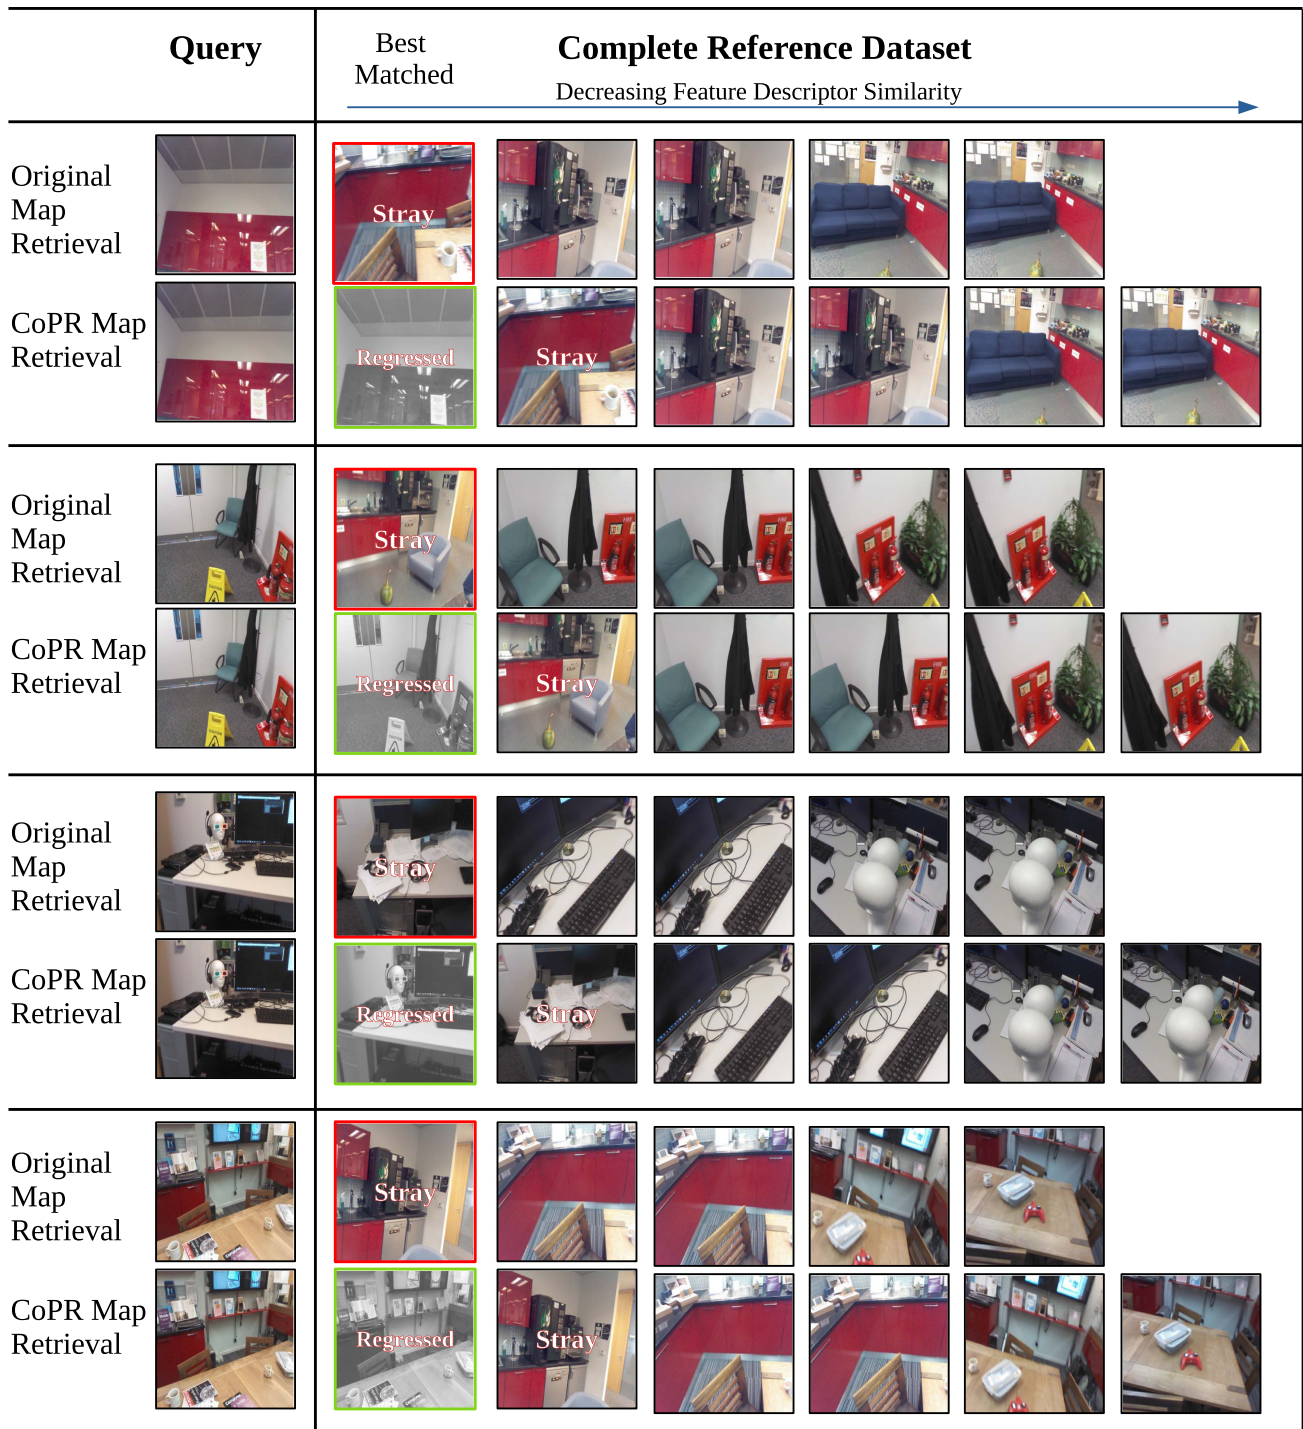 Query
Best
Matched
Complete Reference Dataset
Decreasing Feature Descriptor Similarity
Original
Map
Retrieval
Stray
CoPR Map
Retrieval
Regressed
Stray
Original
Map
Retrieval
Stray
CoPR Map
Retrieval
Regressed
Stray
Original
Map
Retrieval
Stray
CoPR Map
Retrieval
Regressed
Stray
Original
Map
Retrieval
Stray
CoPR Map
Retrieval
Regressed
Stray